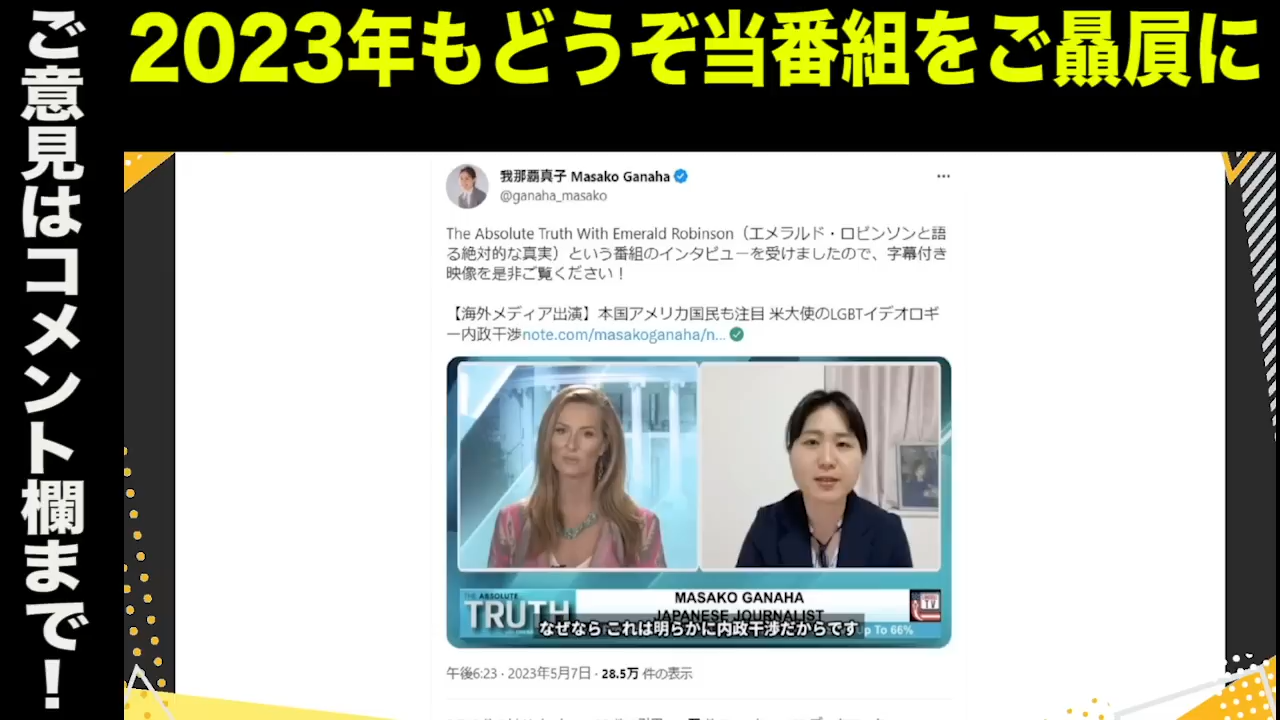 2023年もどうぞ当番組をご贔屓に
ご意見はコメント欄まで！
我那覇真子 Masako Ganaha
@ganaha_masako
The Absolute Truth With Emerald Robinson（エメラルド・ロビンソンと語
る絶対的な真実）という番組のインタビューを受けましたので、字幕付き
映像を是非ご覧ください！
【海外メディア出演】本国アメリカ国民も注目 米大使のLGBTイデオロギ
ー内政干渉note.com/masakoganaha/n...
THE ABSOLUTE
TRUTH
MASAKO GANAHA
JAPANESE JOURNALIST
TV
Up To 66%
なぜなら これは明らかに内政干渉だからです
午後6:23 · 2023年5月7日 · 28.5万 件の表示